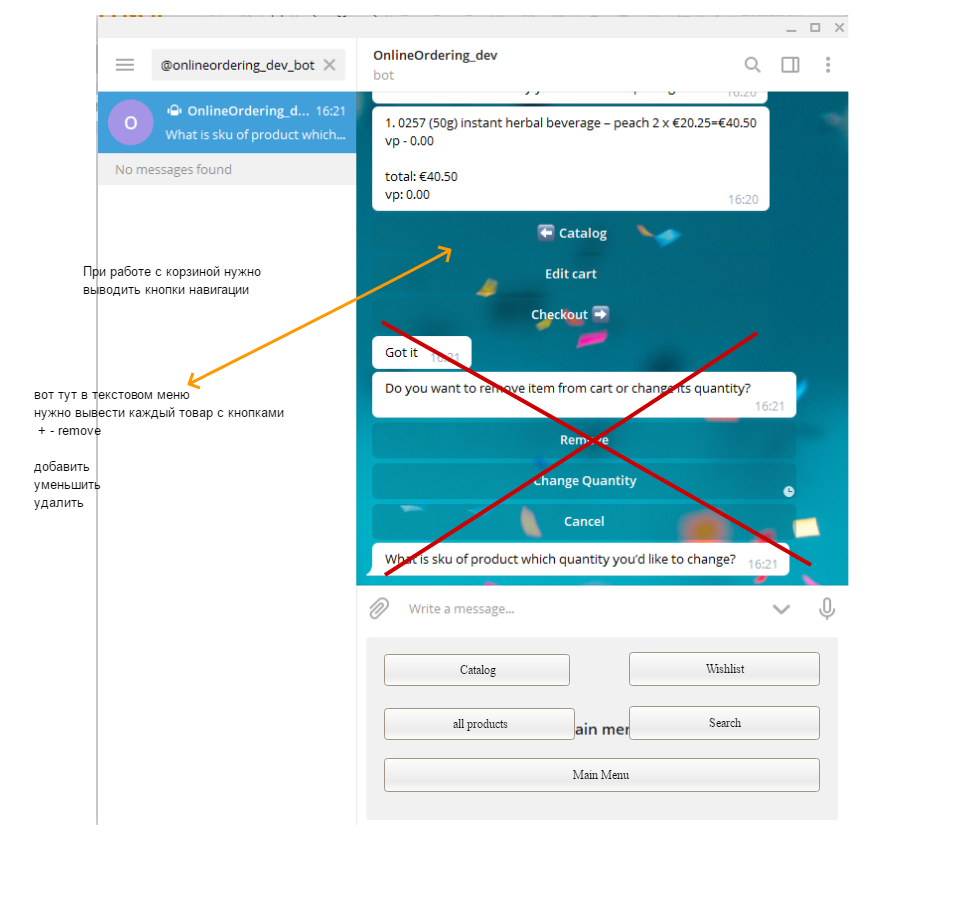 @onlineordering_dev_bot
OnlineOrdering_dev
bot
O
OnlineOrdering_d... 16:21
What is sku of product which...
No messages found
16:20
1. 0257 (50g) instant herbal beverage – peach 2 x €20.25=€40.50
vp - 0.00
total: €40.50
vp: 0.00
16:20
Catalog
Edit cart
Checkout
При работе с корзиной нужно
выводить кнопки навигации
Got it 16:21
Do you want to remove item from cart or change its quantity?
16:21
Remove
Change Quantity
Cancel
What is sku of product which quantity you'd like to change?
16:21
вот тут в текстовом меню
нужно вывести каждый товар с кнопками
+ - remove
добавить
уменьшить
удалить
Write a message...
Catalog
Wishlist
all products
ain mer
Search
Main Menu